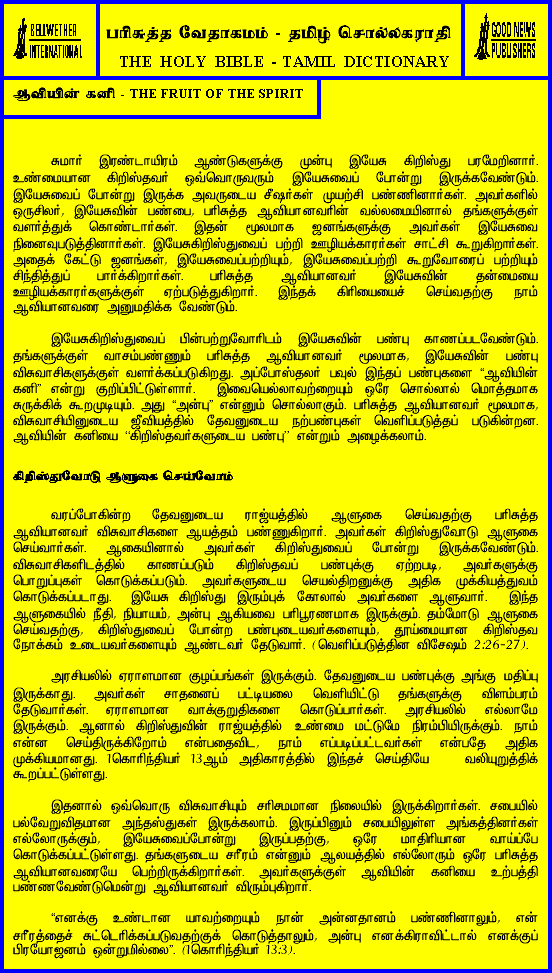 BELLWETHER
INTERNATIONAL
பரிசுத்த வேதாகமம் - தமிழ் சொல்லகராதி
THE HOLY BIBLE - TAMIL DICTIONARY
GOOD NEWS
PUBLISHERS
ஆவியின் கனி - THE FRUIT OF THE SPIRIT
சுமார் இரண்டாயிரம் ஆண்டுகளுக்கு முன்பு இயேசு கிறிஸ்து பரமேறினார்.
உண்மையான கிறிஸ்தவர் ஒவ்வொருவரும் இயேசுவைப் போன்று இருக்கவேண்டும்.
இயேசுவைப் போன்று இருக்க அவருடைய சீஷர்கள் முயற்சி பண்ணினார்கள். அவர்களில்
ஒருசிலர், இயேசுவின் பண்பை, பரிசுத்த ஆவியானவரின் வல்லமையினால் தங்களுக்குள்
வளர்த்துக் கொண்டார்கள். இதன் மூலமாக ஜனங்களுக்கு அவர்கள் இயேசுவை
நினைவுபடுத்தினார்கள். இயேசுகிறிஸ்துவைப் பற்றி ஊழியக்காரர்கள் சாட்சி கூறுகிறார்கள்.
அதைக் கேட்டு ஜனங்கள், இயேசுவைப்பற்றியும், இயேசுவைப்பற்றி கூறுவோரைப் பற்றியும்
சிந்தித்துப் பார்க்கிறார்கள். பரிசுத்த ஆவியானவர் இயேசுவின் தன்மையை
ஊழியக்காரர்களுக்குள் ஏற்படுத்துகிறார். இந்தக் கிரியையைச் செய்வதற்கு நாம்
ஆவியானவரை அனுமதிக்க வேண்டும்.
இயேசுகிறிஸ்துவைப் பின்பற்றுவோரிடம் இயேசுவின் பண்பு காணப்படவேண்டும்.
தங்களுக்குள் வாசம்பண்ணும் பரிசுத்த ஆவியானவர் மூலமாக, இயேசுவின் பண்பு
விசுவாசிகளுக்குள் வளர்க்கப்படுகிறது. அப்போஸ்தலர் பவுல் இந்தப் பண்புகளை “ஆவியின்
கனி” என்று குறிப்பிட்டுள்ளார். இவையெல்லாவற்றையும் ஒரே சொல்லால் மொத்தமாக
சுருக்கிக் கூறமுடியும். அது “அன்பு” என்னும் சொல்லாகும். பரிசுத்த ஆவியானவர் மூலமாக,
விசுவாசியினுடைய ஜீவியத்தில் தேவனுடைய நற்பண்புகள் வெளிப்படுத்தப் படுகின்றன.
ஆவியின் கனியை “கிறிஸ்தவர்களுடைய பண்பு” என்றும் அழைக்கலாம்.
கிறிஸ்துவோடு ஆளுகை செய்வோம்
வரப்போகின்ற தேவனுடைய ராஜ்யத்தில் ஆளுகை செய்வதற்கு பரிசுத்த
ஆவியானவர் விசுவாசிகளை ஆயத்தம் பண்ணுகிறார். அவர்கள் கிறிஸ்துவோடு ஆளுகை
செய்வார்கள். ஆகையினால் அவர்கள் கிறிஸ்துவைப் போன்று இருக்கவேண்டும்.
விசுவாசிகளிடத்தில் காணப்படும் கிறிஸ்தவப் பண்புக்கு ஏற்றபடி, அவர்களுக்கு
பொறுப்புகள் கொடுக்கப்படும். அவர்களுடைய செயல்திறனுக்கு அதிக முக்கியத்துவம்
கொடுக்கப்படாது. இயேசு கிறிஸ்து இரும்புக் கோலால் அவர்களை ஆளுவார். இந்த
ஆளுகையில் நீதி, நியாயம், அன்பு ஆகியவை பரிபூரணமாக இருக்கும். தம்மோடு ஆளுகை
செய்வதற்கு, கிறிஸ்துவைப் போன்ற பண்புடையவர்களையும், தூய்மையான கிறிஸ்தவ
நோக்கம் உடையவர்களையும் ஆண்டவர் தேடுவார். (வெளிப்படுத்தின விசேஷம் 2:26-27).
அரசியலில் ஏராளமான குழப்பங்கள் இருக்கும். தேவனுடைய பண்புக்கு அங்கு மதிப்பு
இருக்காது. அவர்கள் சாதனைப் பட்டியலை வெளியிட்டு தங்களுக்கு விளம்பரம்
தேடுவார்கள். ஏராளமான வாக்குறுதிகளை கொடுப்பார்கள். அரசியலில் எல்லாமே
இருக்கும். ஆனால் கிறிஸ்துவின் ராஜ்யத்தில் உண்மை மட்டுமே நிரம்பியிருக்கும். நாம்
என்ன செய்திருக்கிறோம் என்பதைவிட, நாம் எப்படிப்பட்டவர்கள் என்பதே அதிக
முக்கியமானது. 1கொரிந்தியர் 13ஆம் அதிகாரத்தில் இந்தச் செய்தியே வலியுறுத்திக்
கூறப்பட்டுள்ளது.
இதனால் ஒவ்வொரு விசுவாசியும் சரிசமமான நிலையில் இருக்கிறார்கள். சபையில்
பல்வேறுவிதமான அந்தஸ்துகள் இருக்கலாம். இருப்பினும் சபையிலுள்ள அங்கத்தினர்கள்
எல்லோருக்கும், இயேசுவைப்போன்று இருப்பதற்கு, ஒரே மாதிரியான வாய்ப்பே
கொடுக்கப்பட்டுள்ளது. தங்களுடைய சரீரம் என்னும் ஆலயத்தில் எல்லோரும் ஒரே பரிசுத்த
ஆவியானவரையே பெற்றிருக்கிறார்கள். அவர்களுக்குள் ஆவியின் கனியை உற்பத்தி
பண்ணவேண்டுமென்று ஆவியானவர் விரும்புகிறார்.
“எனக்கு உண்டான யாவற்றையும் நான் அன்னதானம் பண்ணினாலும், என்
சரீரத்தைச் சுட்டெரிக்கப்படுவதற்குக் கொடுத்தாலும், அன்பு எனக்கிராவிட்டால் எனக்குப்
பிரயோஜனம் ஒன்றுமில்லை”. (1கொரிந்தியர் 13:3).